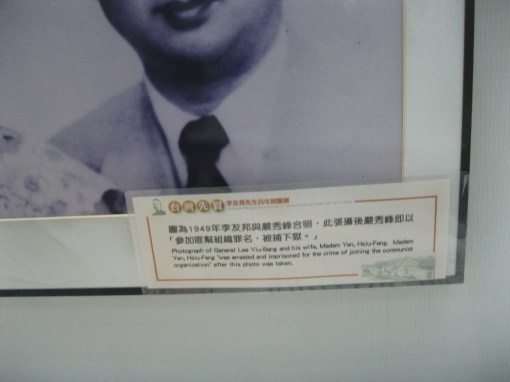 台灣先賢 李友邦先生百年紀念展
圖為1949年李友邦與嚴秀峰合照，此張攝後嚴秀峰即以
「參加匪幫組織罪名，被捕下獄。」
Photograph of General Lee Yiu-Bang and his wife, Madam Yen, Hsiu-Feng. Madam
Yen, Hsiu-Feng "was arrested and imprisoned for the crime of joining the communist
organization" after this photo was taken.